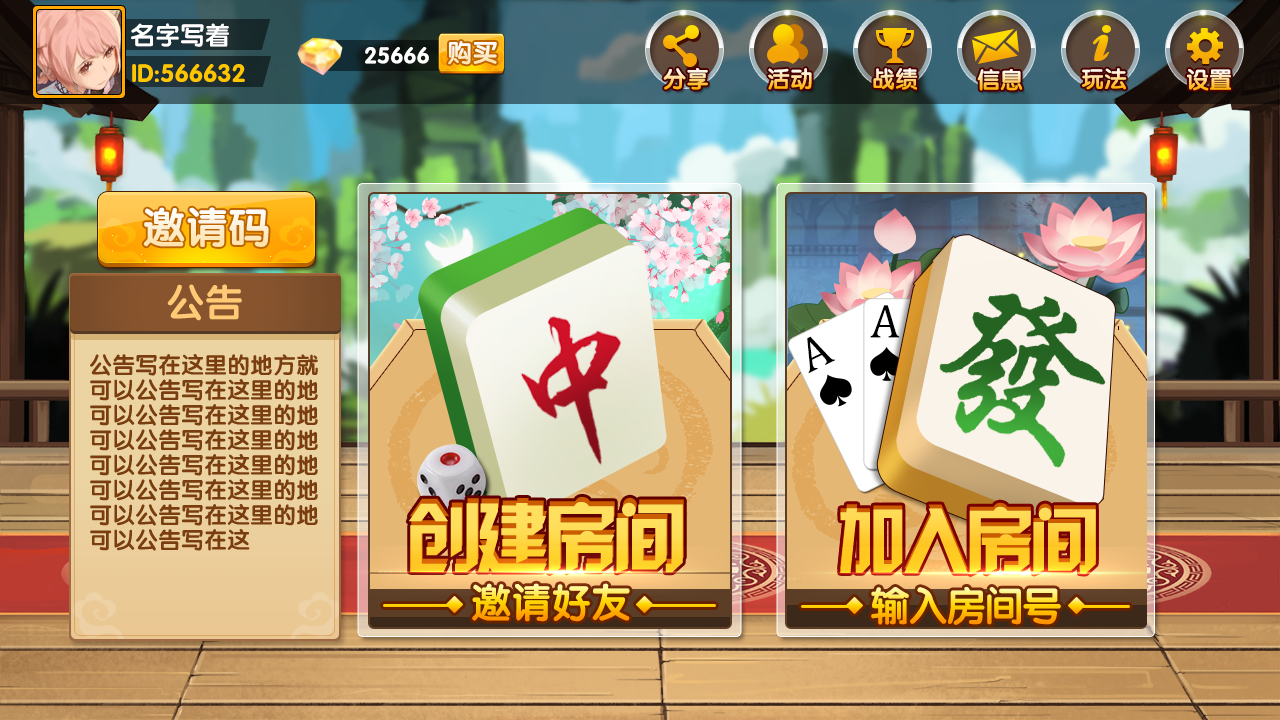 名字写着
ID:566632
25666
购买
分享
活动
战绩
信息
玩法
设置
邀请码
公告
公告写在这里的地方就
可以公告写在这里的地
可以公告写在这里的地
可以公告写在这里的地
可以公告写在这里的地
可以公告写在这里的地
可以公告写在这里的地
可以公告写在这
中
创建房间
邀请好友
A
A
發
加入房间
输入房间号